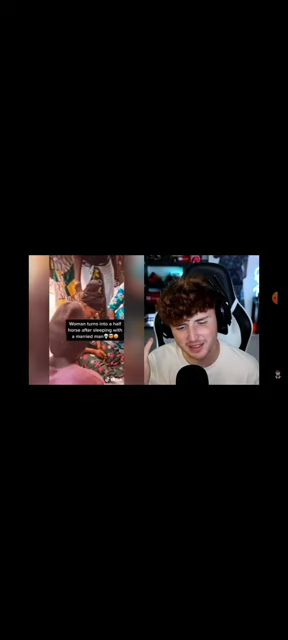 Woman turns into a half
horse after sleeping with
a married man💀😭😩